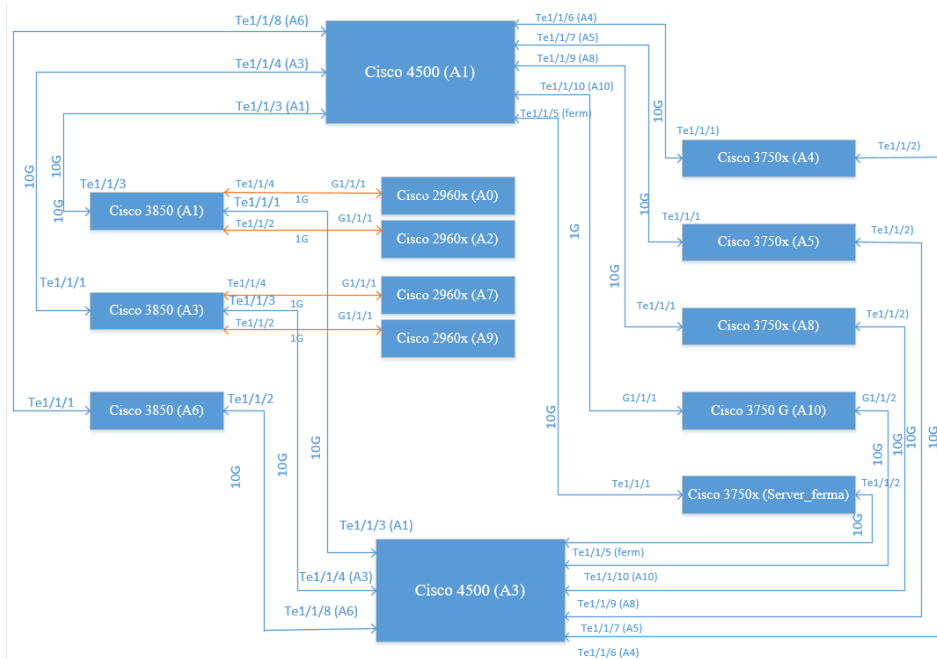 Te1/1/8 (A6)
Te1/1/6 (A4)
Te1/1/7 (A5)
Te1/1/4 (A3)
Cisco 4500 (A1)
Te1/1/9 (A8)
Te1/1/10 (A10)
Te1/1/3 (A1)
Te1/1/5 (ferm)
10G
10G
10G
10G
Te1/1/1)
Te1/1/2)
Cisco 3750x (A4)
Te1/1/3
Te1/1/4
G1/1/1
Cisco 2960x (A0)
1G
Te1/1/1
Cisco 3850 (A1)
Te1/1/2
G1/1/1
1G
Cisco 2960x (A2)
10G
Te1/1/1
Te1/1/2)
Cisco 3750x (A5)
1G
10G
Te1/1/4
G1/1/1
Cisco 2960x (A7)
Te1/1/1
Te1/1/3
1G
Cisco 3850 (A3)
Te1/1/2
G1/1/1
1G
Cisco 2960x (A9)
10G
Te1/1/1
Te1/1/2)
Cisco 3750x (A8)
Te1/1/1
Cisco 3850 (A6)
Te1/1/2
G1/1/1
Cisco 3750 G (A10)
G1/1/2
10G
10G
10G
10G
10G
10G
10G
Te1/1/1
Cisco 3750x (Server_ferma)
Te1/1/2
10G
Te1/1/3 (A1)
Te1/1/5 (ferm)
Te1/1/4 (A3)
Cisco 4500 (A3)
Te1/1/10 (A10)
Te1/1/9 (A8)
Te1/1/8 (A6)
Te1/1/7 (A5)
Te1/1/6 (A4)